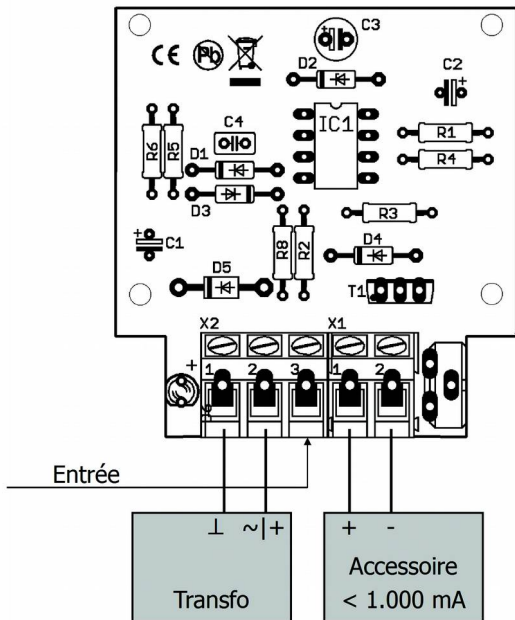 C3
CE Pb
D2
C2
IC1
C4
R6 R5
R1
R4
D1
D3
R3
C1
R8 R2
D4
D5
T1
X2 X1
1 2 3 1 2
Entrée
⊥ ~|+ + -
Transfo
Accessoire
< 1.000 mA